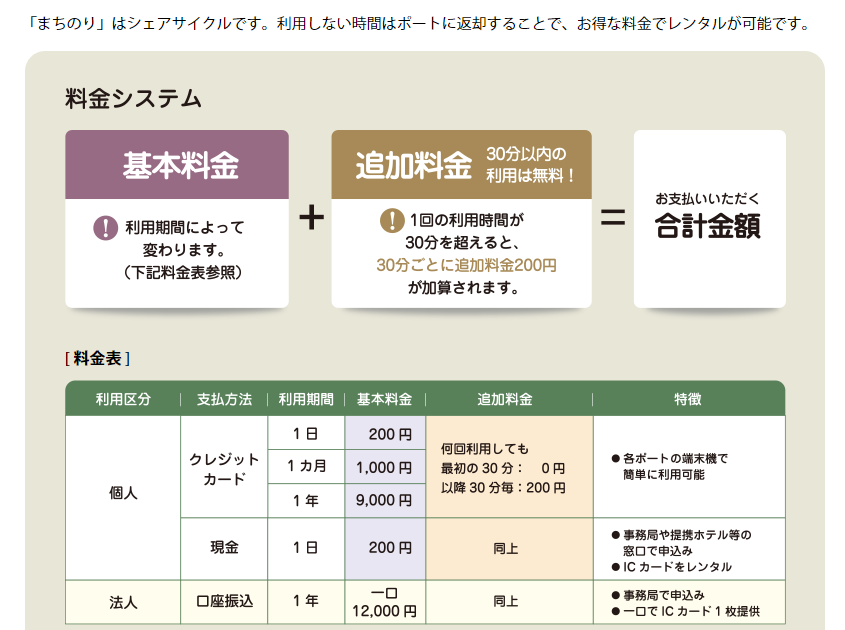 「まちのり」はシェアサイクルです。利用しない時間はポートに返却することで、お得な料金でレンタルが可能です。
料金システム
基本料金
! 利用期間によって
変わります。
（下記料金表参照）
+
追加料金 30分以内の
利用は無料！
! 1回の利用時間が
30分を超えると、
30分ごとに追加料金200円
が加算されます。
=
お支払いいただく
合計金額
[ 料金表 ]
利用区分 支払方法 利用期間 基本料金 追加料金 特徴
個人
クレジット
カード
1 日 200 円
1 カ月 1,000 円
1 年 9,000 円
何回利用しても
最初の 30 分： 0 円
以降 30 分毎：200 円
● 各ポートの端末機で
簡単に利用可能
現金 1 日 200 円 同上
● 事務局や提携ホテル等の
窓口で申込み
● IC カードをレンタル
法人 口座振込 1 年
一口
12,000 円
同上
● 事務局で申込み
● 一口で IC カード 1 枚提供